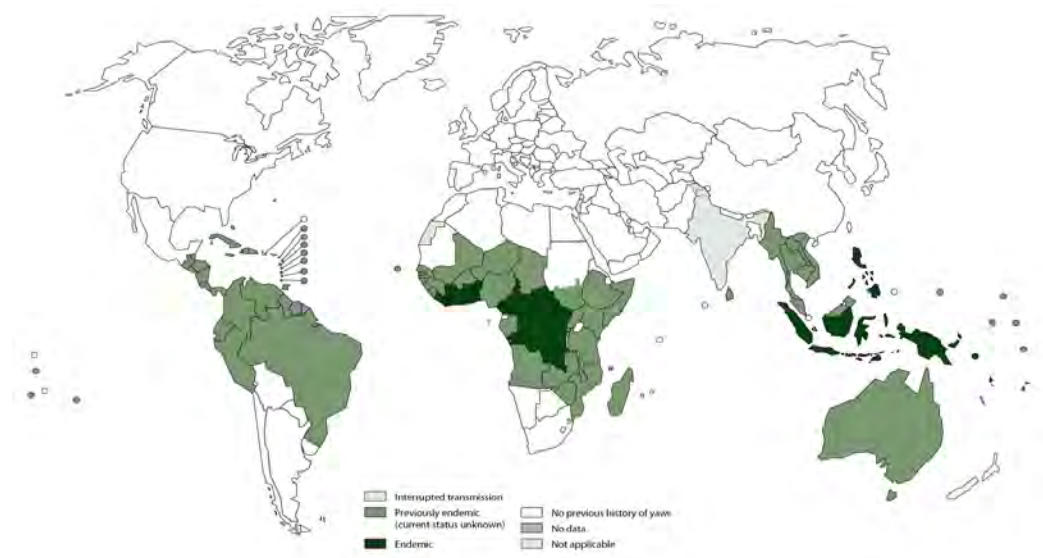 Interrupted transmission
Previously endemic
(current status unknown)
Endemic
No previous history of yaws
No data
Not applicable